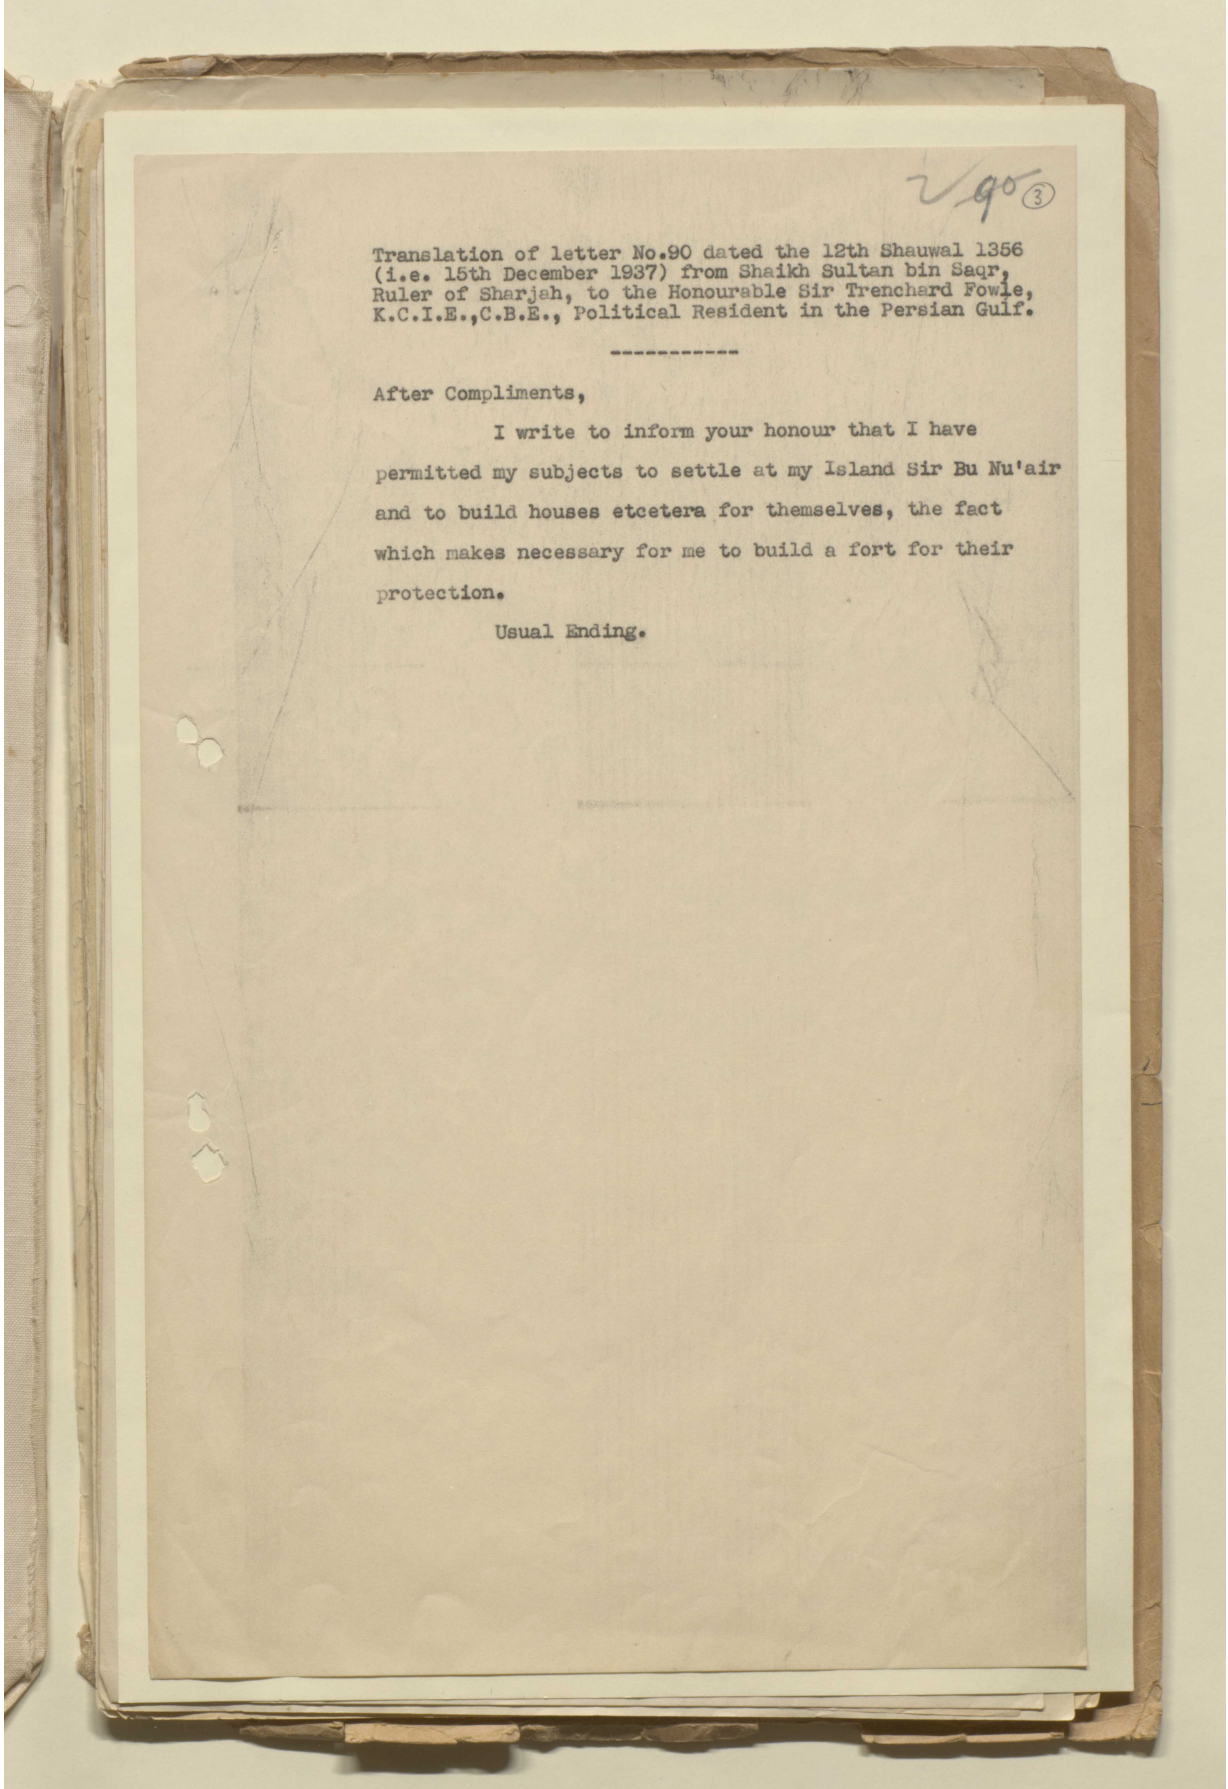 90 3
Translation of letter No.90 dated the 12th Shauwal 1356
(i.e. 15th December 1937) from Shaikh Sultan bin Saqr,
Ruler of Sharjah, to the Honourable Sir Trenchard Fowle,
K.C.I.E.,C.B.E., Political Resident in the Persian Gulf.
-----------
After Compliments,
I write to inform your honour that I have
permitted my subjects to settle at my Island Sir Bu Nu'air
and to build houses etcetera for themselves, the fact
which makes necessary for me to build a fort for their
protection.
Usual Ending.